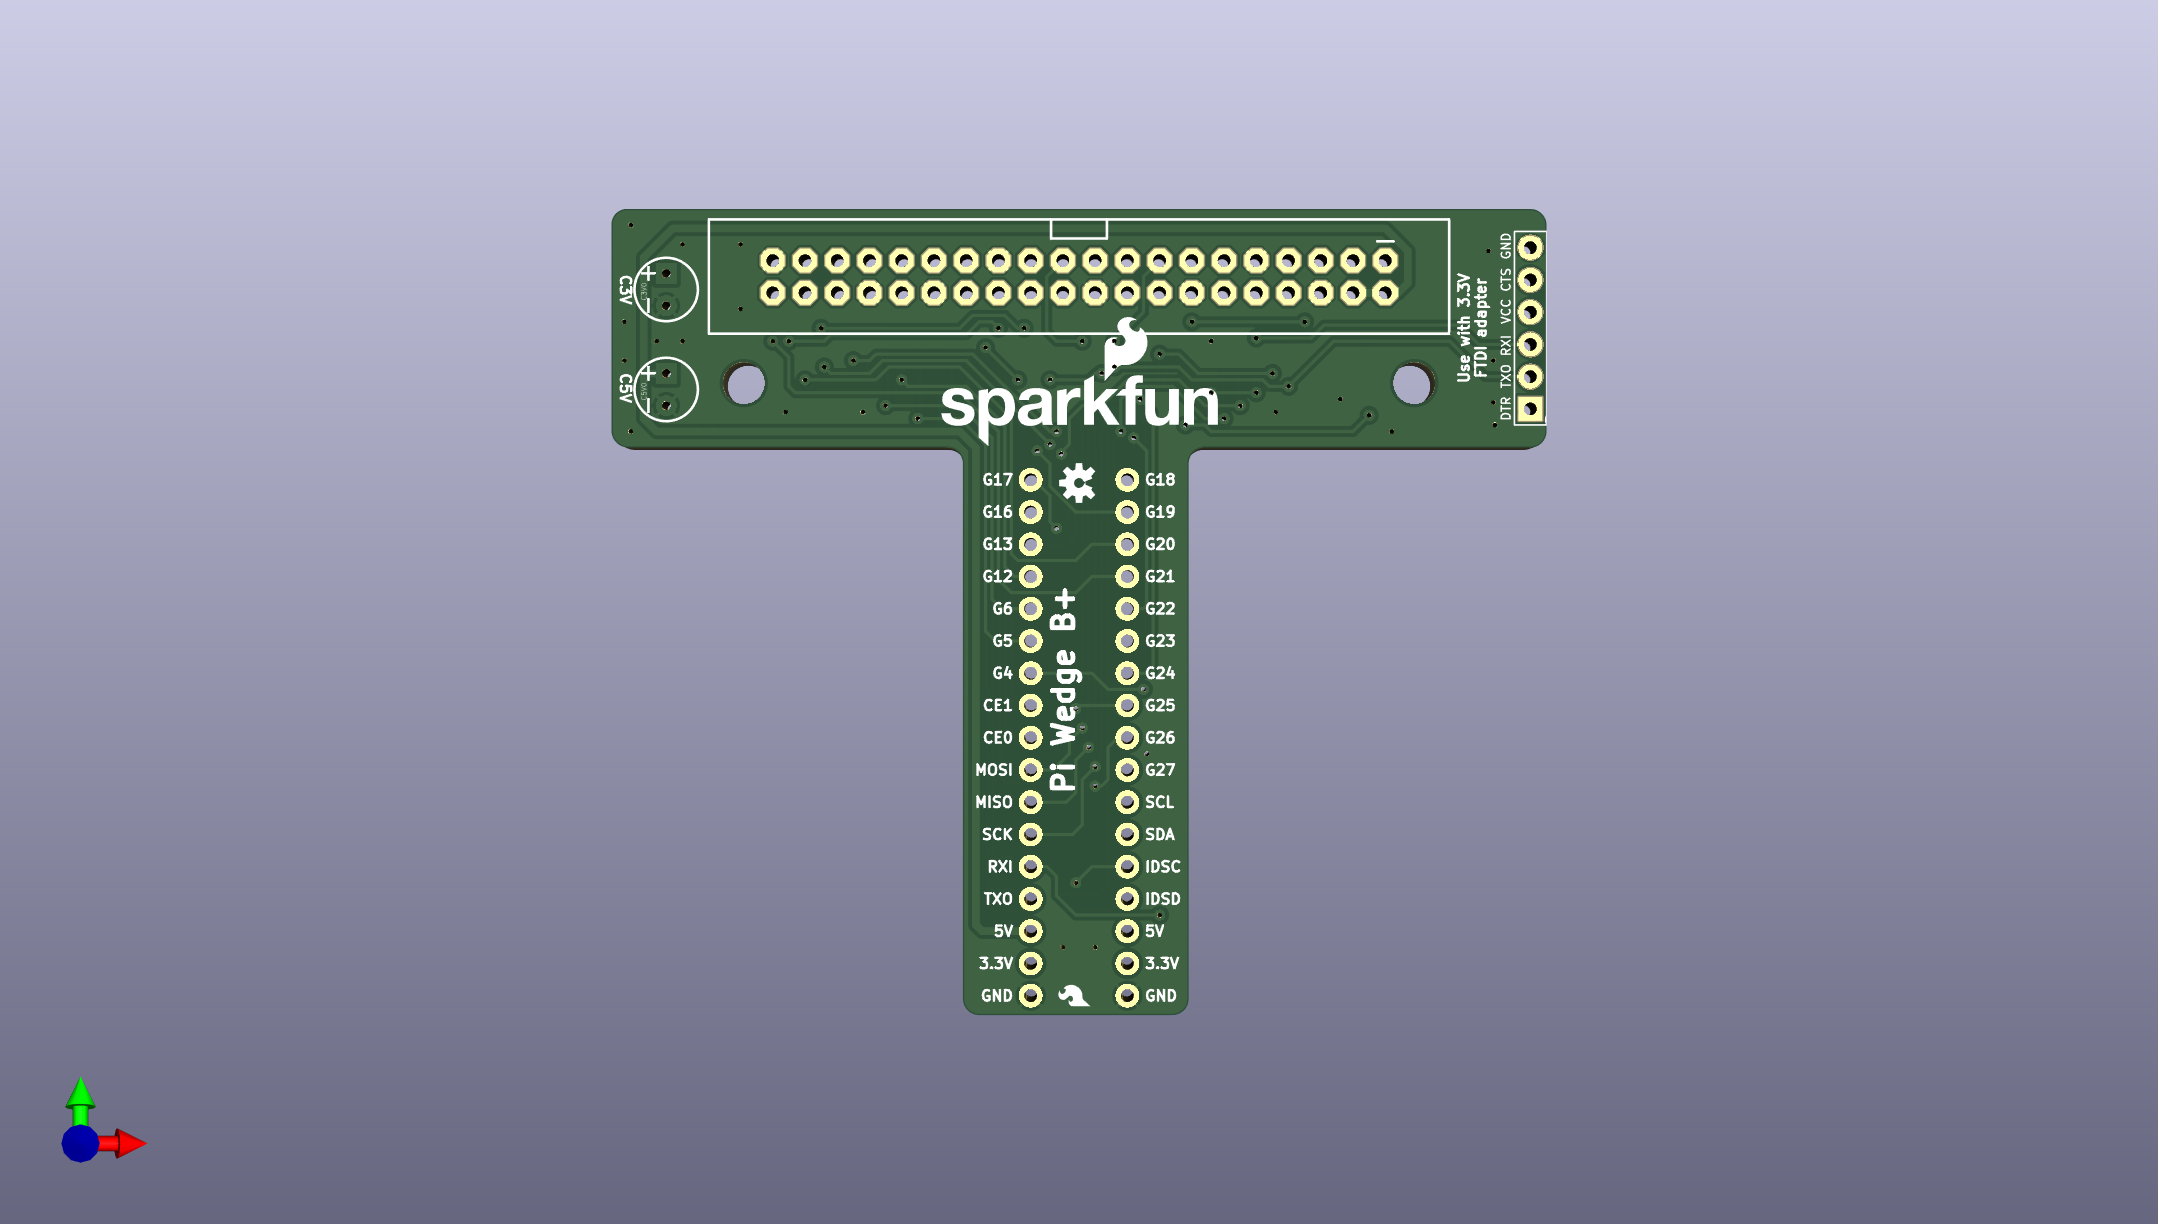 C3V
+
-
C5V
+
-
Use with 3.3V
FTDI adapter
GND
CTS
VCC
RXI
TXO
DTR
sparkfun
G17
G18
G16
G19
G13
G20
G12
G21
G6
G22
G5
G23
G4
G24
CE1
G25
CE0
G26
MOSI
G27
MISO
SCL
SCK
SDA
RXI
IDSC
TXO
IDSD
5V
5V
3.3V
3.3V
GND
GND
Pi Wedge B+